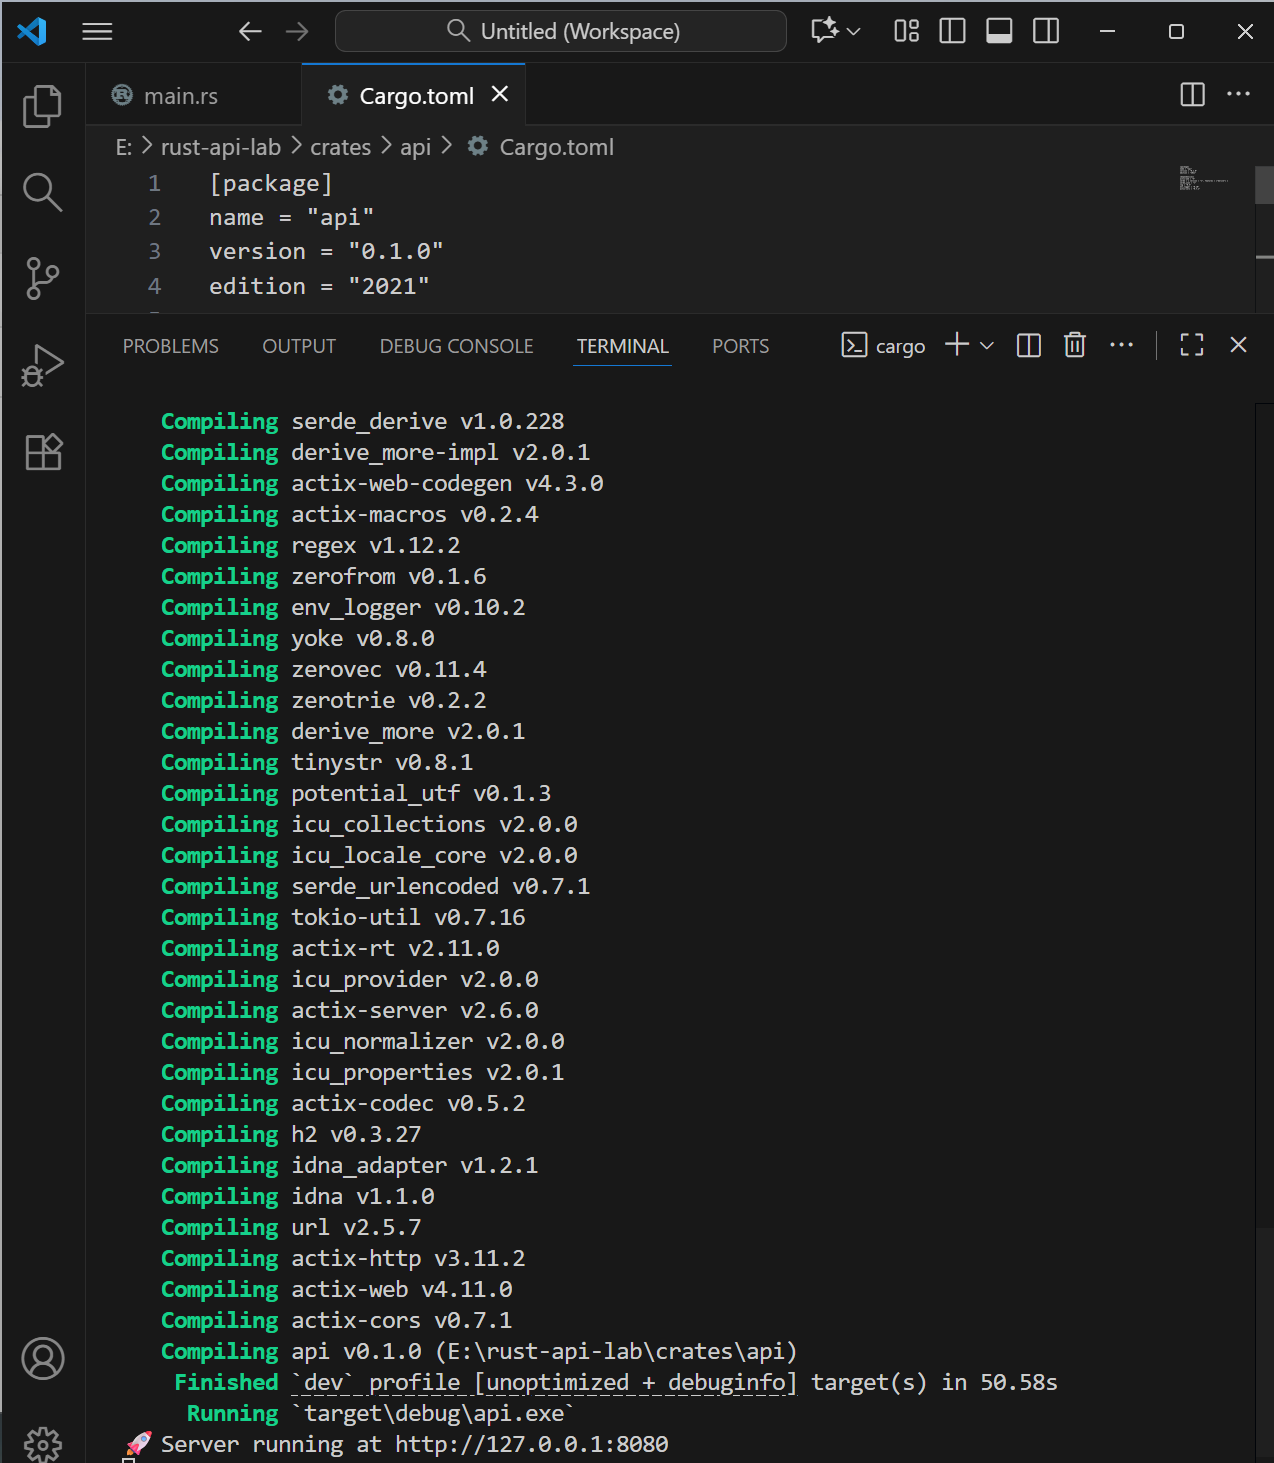 Untitled (Workspace)
main.rs
Cargo.toml
E: > rust-api-lab > crates > api > Cargo.toml
1 [package]
2 name = "api"
3 version = "0.1.0"
4 edition = "2021"
PROBLEMS OUTPUT DEBUG CONSOLE TERMINAL PORTS cargo
Compiling serde_derive v1.0.228
Compiling derive_more-impl v2.0.1
Compiling actix-web-codegen v4.3.0
Compiling actix-macros v0.2.4
Compiling regex v1.12.2
Compiling zerofrom v0.1.6
Compiling env_logger v0.10.2
Compiling yoke v0.8.0
Compiling zerovec v0.11.4
Compiling zerotrie v0.2.2
Compiling derive_more v2.0.1
Compiling tinystr v0.8.1
Compiling potential_utf v0.1.3
Compiling icu_collections v2.0.0
Compiling icu_locale_core v2.0.0
Compiling serde_urlencoded v0.7.1
Compiling tokio-util v0.7.16
Compiling actix-rt v2.11.0
Compiling icu_provider v2.0.0
Compiling actix-server v2.6.0
Compiling icu_normalizer v2.0.0
Compiling icu_properties v2.0.1
Compiling actix-codec v0.5.2
Compiling h2 v0.3.27
Compiling idna_adapter v1.2.1
Compiling idna v1.1.0
Compiling url v2.5.7
Compiling actix-http v3.11.2
Compiling actix-web v4.11.0
Compiling actix-cors v0.7.1
Compiling api v0.1.0 (E:\rust-api-lab\crates\api)
Finished `dev` profile [unoptimized + debuginfo] target(s) in 50.58s
Running `target\debug\api.exe`
🚀 Server running at http://127.0.0.1:8080